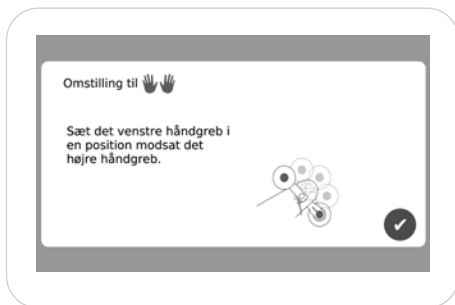 Omstilling til
Sæt det venstre håndgreb i
en position modsat det
højre håndgreb.